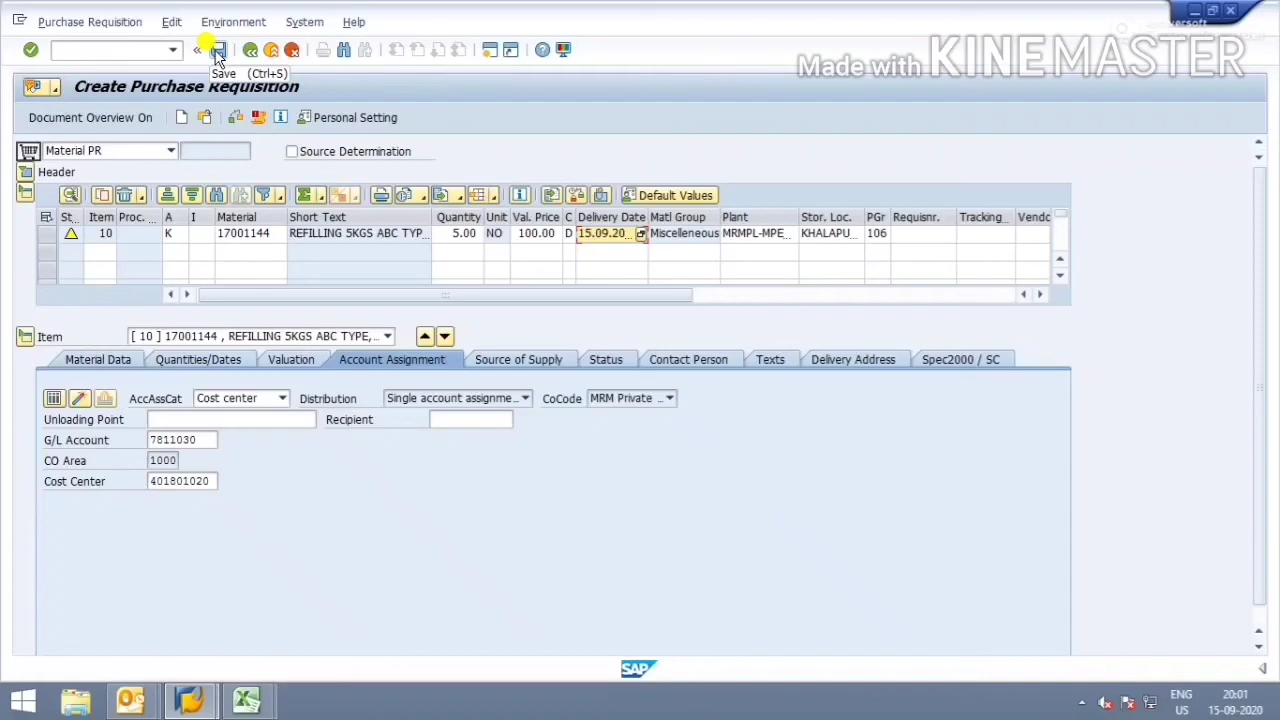 Purchase Requisition Edit Environment System Help
Made with KINEMASTER
Save (Ctrl+S)
Create Purchase Requisition
Document Overview On Personal Setting
Material PR Source Determination
Header
Default Values
St... Item Proc. ... A I Material Short Text Quantity Unit Val. Price C Delivery Date Matl Group Plant Stor. Loc. PGr Requisnr. Tracking Vendo
10 K 17001144 REFILLING 5KGS ABC TYP... 5.00 NO 100.00 D 15.09.20... Miscelleneous MRMPL-MPE... KHALAPU... 106
Item [ 10 ] 17001144 , REFILLING 5KGS ABC TYPE,...
Material Data Quantities/Dates Valuation Account Assignment Source of Supply Status Contact Person Texts Delivery Address Spec2000 / SC
AccAssCat Cost center Distribution Single account assignme... CoCode MRM Private ...
Unloading Point Recipient
G/L Account 7811030
CO Area 1000
Cost Center 401801020
SAP
ENG 20:01
US 15-09-2020